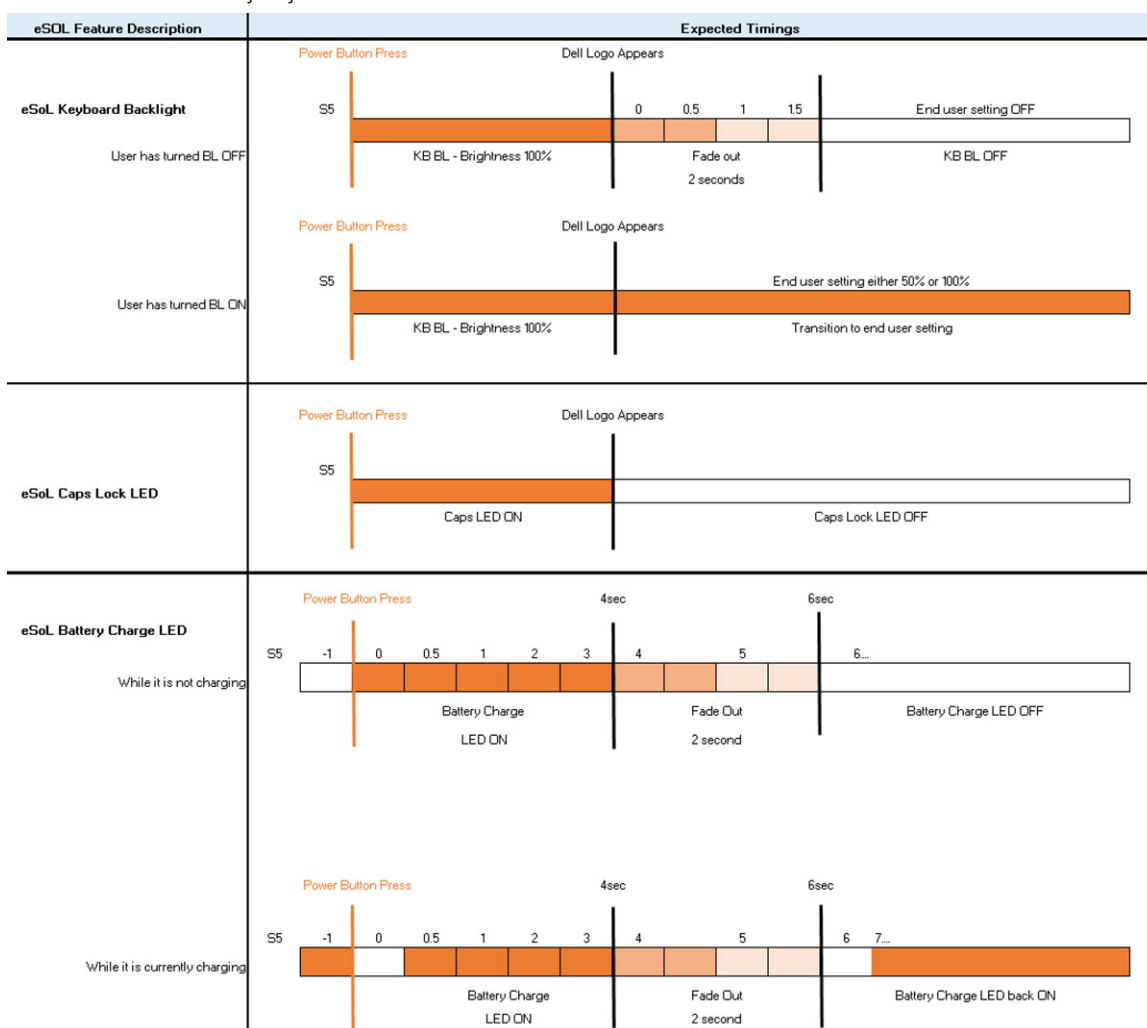 eSOL Feature Description Expected Timings
Power Button Press Dell Logo Appears
eSoL Keyboard Backlight S5 0 0.5 1 1.5 End user setting OFF
User has turned BL OFF KB BL - Brightness 100% Fade out KB BL OFF
2 seconds
Power Button Press Dell Logo Appears
S5 End user setting either 50% or 100%
User has turned BL ON
KB BL - Brightness 100% Transition to end user setting
Power Button Press Dell Logo Appears
S5
eSoL Caps Lock LED
Caps LED ON Caps Lock LED OFF
Power Button Press 4sec 6sec
eSoL Battery Charge LED
S5 -1 0 0.5 1 2 3 4 5 6....
While it is not charging
Battery Charge Fade Out Battery Charge LED OFF
LED ON 2 second
Power Button Press 4sec 6sec
S5 -1 0 0.5 1 2 3 4 5 6 7....
While it is currently charging
Battery Charge Fade Out Battery Charge LED back ON
LED ON 2 second